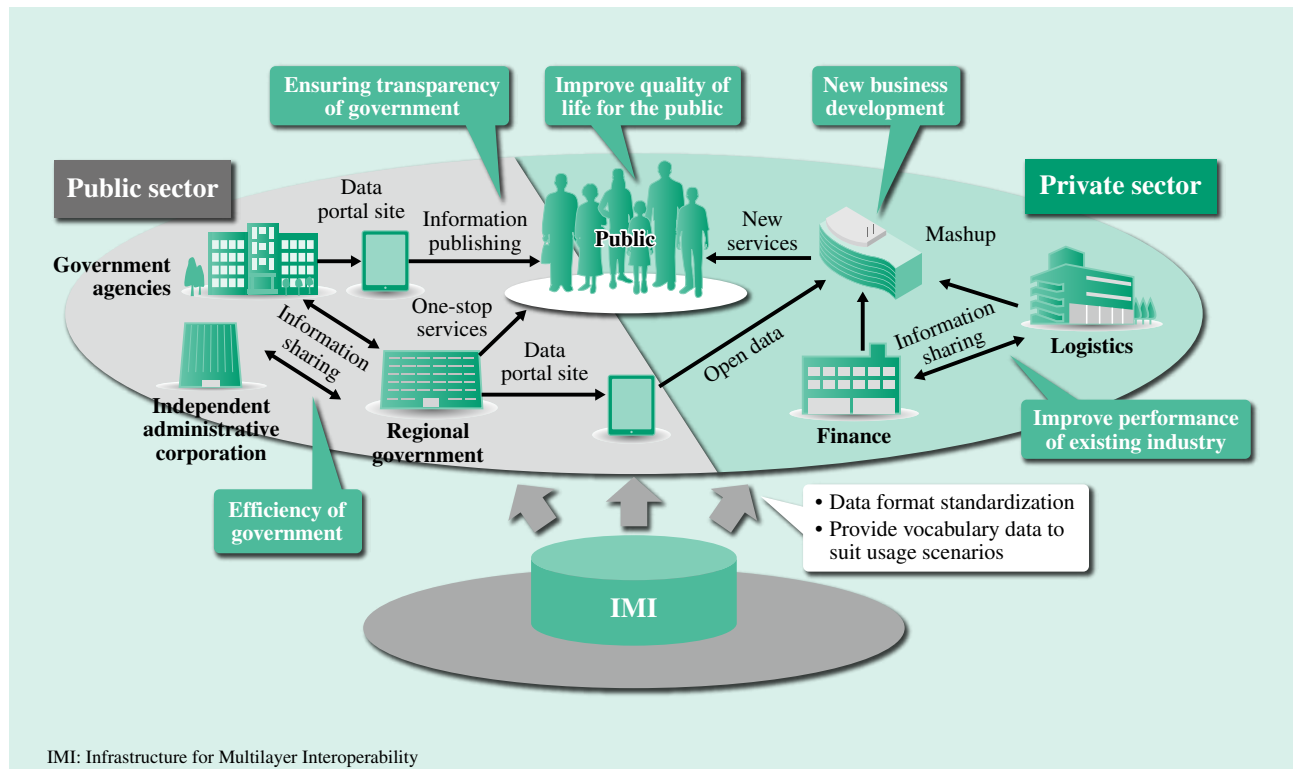 Ensuring transparency
of government
Improve quality of
life for the public
New business
development
Public sector
Private sector
Data
portal site
Information
publishing
Public
New
services
Mashup
Government
agencies
One-stop
services
Information
sharing
Data
portal site
Open data
Information
sharing
Logistics
Independent
administrative
corporation
Regional
government
Finance
Improve performance
of existing industry
Efficiency of
government
• Data format standardization
• Provide vocabulary data to
suit usage scenarios
IMI
IMI: Infrastructure for Multilayer Interoperability